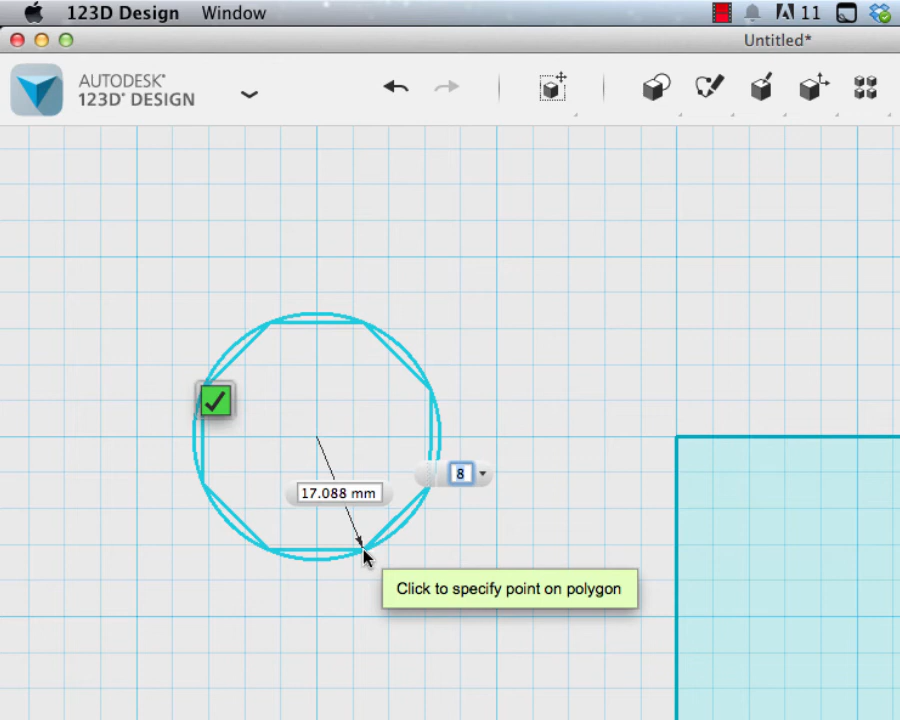 123D Design Window
11
Untitled*
AUTODESK®
123D® DESIGN
8
17.088 mm
Click to specify point on polygon